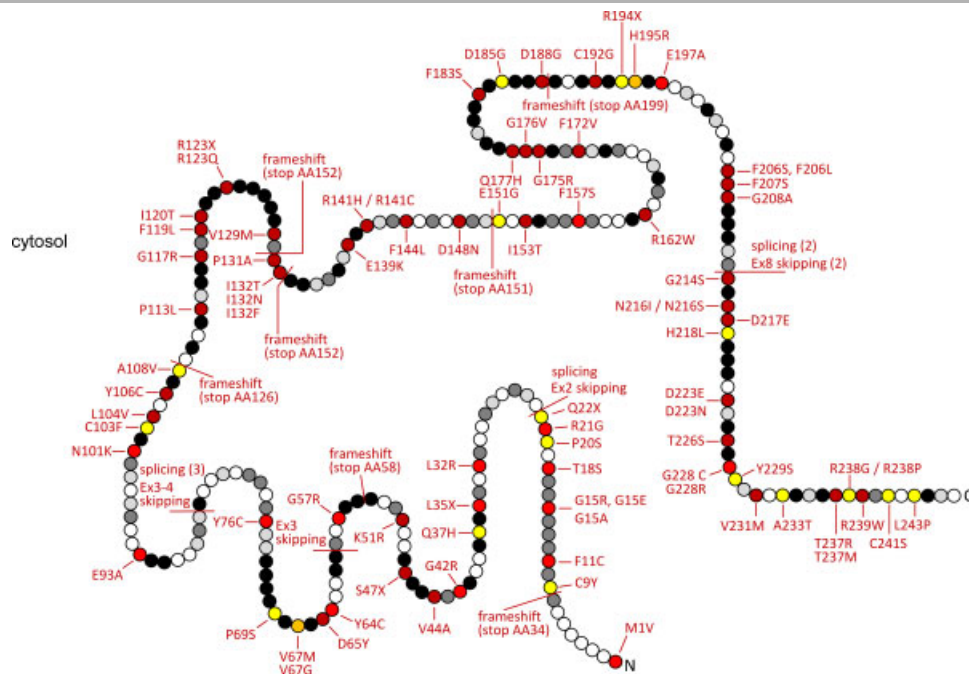 R194X
H195R
D185G
D188G
C192G
E197A
F183S
frameshift (stop AA199)
G176V
F172V
R123X
R123Q
frameshift
(stop AA152)
Q177H
G175R
E151G
F157S
F206S, F206L
F207S
G208A
R141H / R141C
I120T
F119L
V129M
cytosol
G117R
P131A
F144L
D148N
I153T
R162W
E139K
splicing (2)
Ex8 skipping (2)
I132T
I132N
I132F
frameshift
(stop AA151)
G214S
P113L
N216I / N216S
D217E
H218L
frameshift
(stop AA152)
A108V
frameshift
(stop AA126)
splicing
Ex2 skipping
Y106C
D223E
D223N
L104V
C103F
Q22X
R21G
P20S
N101K
T226S
frameshift
(stop AA58)
splicing (3)
Ex3-4
skipping
L32R
T18S
G228 C
G228R
Y229S
R238G / R238P
G57R
L35X
G15R, G15E
G15A
Y76C
Ex3
skipping
K51R
Q37H
V231M
A233T
R239W
L243P
T237R
T237M
C241S
E93A
G42R
F11C
S47X
C9Y
P69S
Y64C
V44A
frameshift
(stop AA34)
D65Y
V67M
V67G
M1V
N